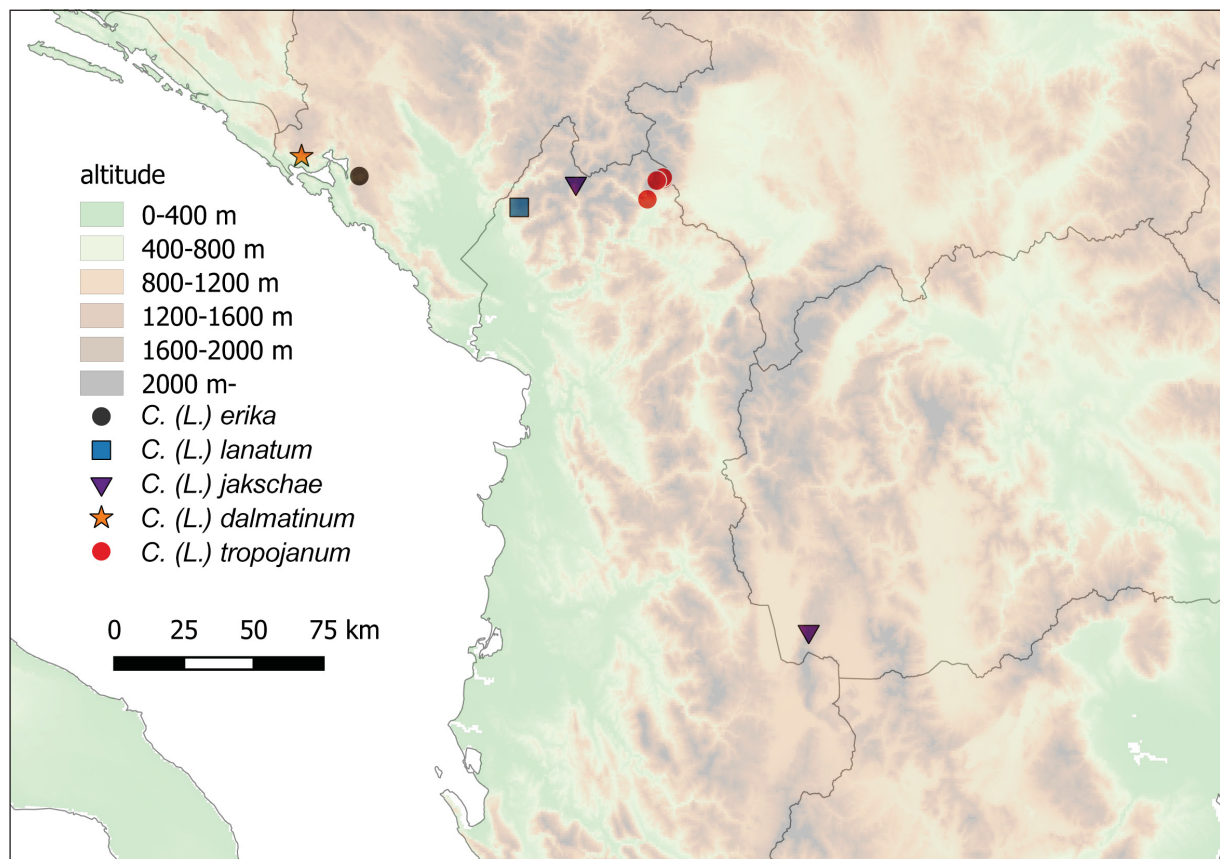 altitude
0-400 m
400-800 m
800-1200 m
1200-1600 m
1600-2000 m
2000 m-
C. (L.) erika
C. (L.) lanatum
C. (L.) jakschae
C. (L.) dalmatinum
C. (L.) tropojanum
0 25 50 75 km